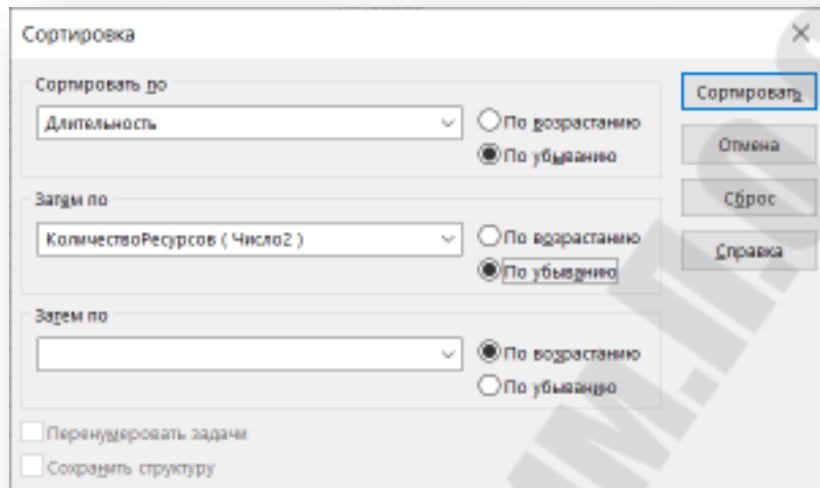 Сортировка
Сортировать по
Длительность
По возрастанию
По убыванию
Затем по
КоличествоРесурсов ( Число2 )
По возрастанию
По убыванию
Затем по
По возрастанию
По убыванию
Перенумеровать задачи
Сохранить структуру
Сортировать
Отмена
Сброс
Справка